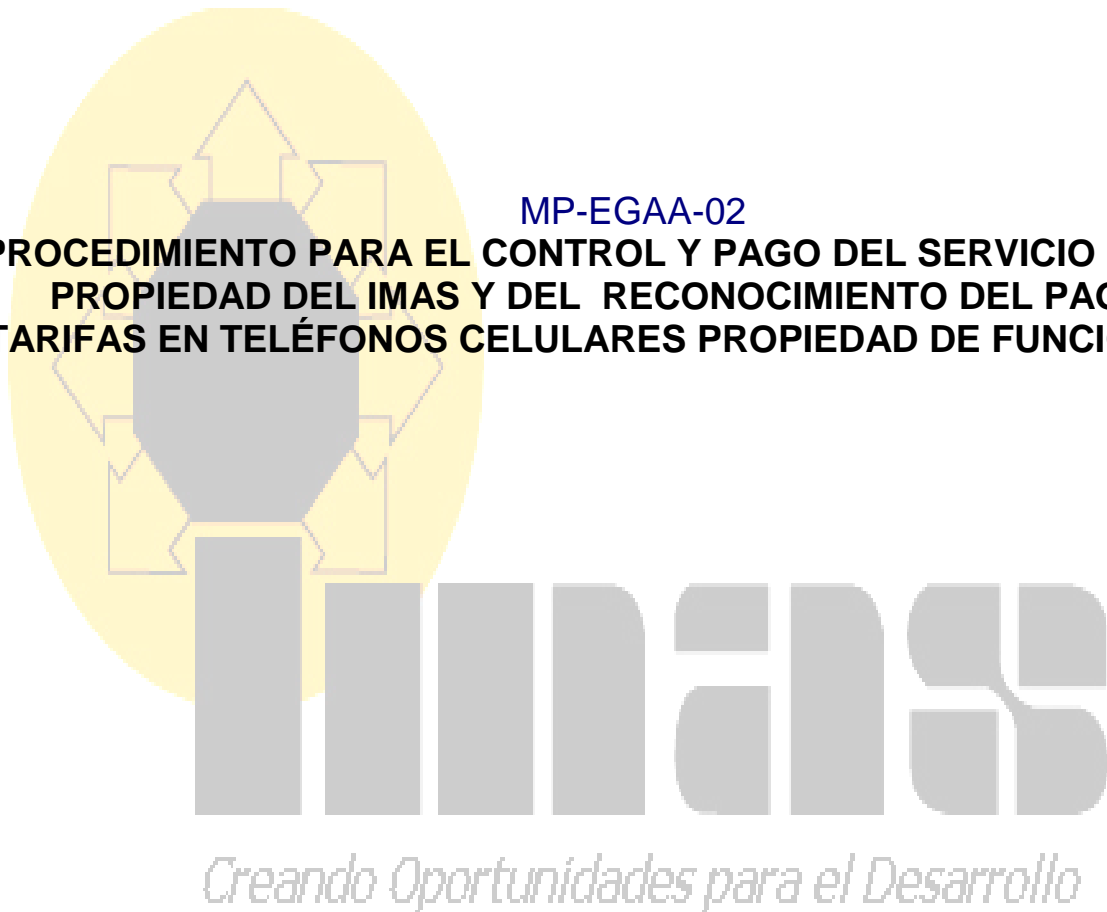 MP-EGAA-02
PROCEDIMIENTO PARA EL CONTROL Y PAGO DEL SERVICIO
PROPIEDAD DEL IMAS Y DEL RECONOCIMIENTO DEL PAG
TARIFAS EN TELÉFONOS CELULARES PROPIEDAD DE FUNCI
imas
Creando Oportunidades para el Desarrollo